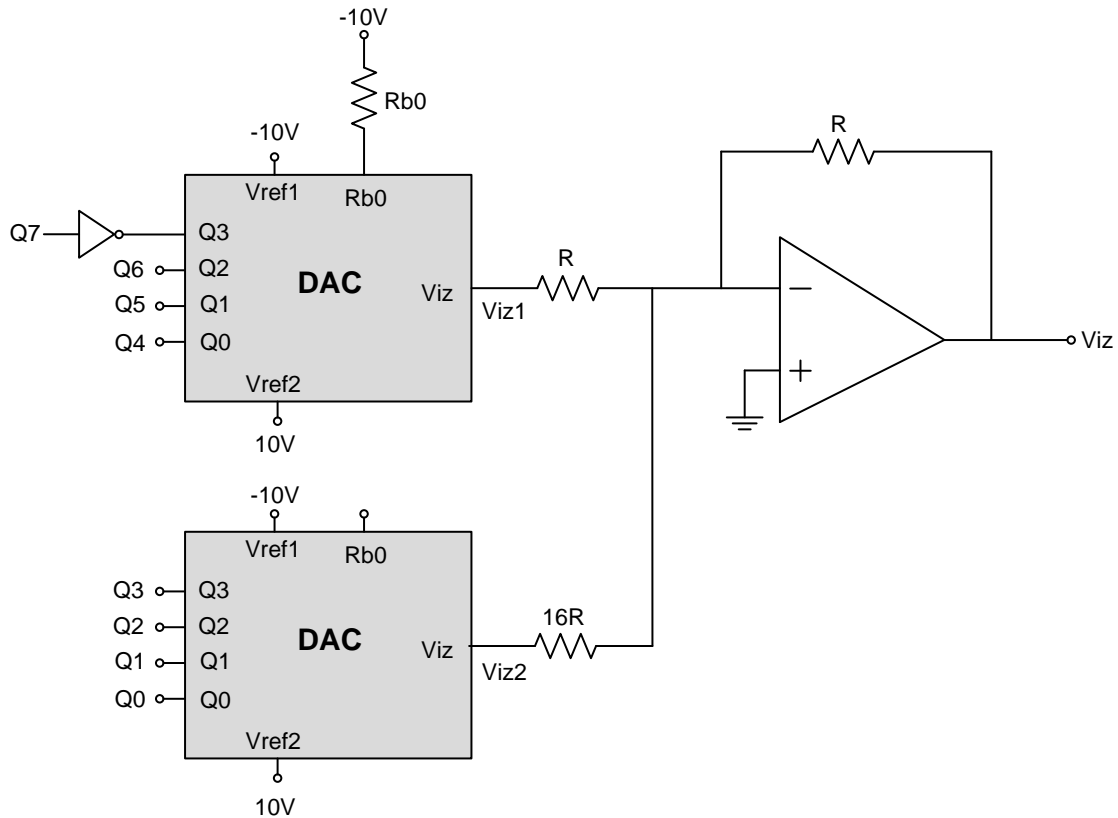 -10V
Rb0
-10V
Vref1
Rb0
Q7
Q3
Q6
Q2
Q5
Q1
Q4
Q0
DAC
Viz
Viz1
Vref2
10V
R
R
Viz
-10V
Vref1
Rb0
Q3
Q3
Q2
Q2
Q1
Q1
Q0
Q0
DAC
Viz
Viz2
16R
Vref2
10V